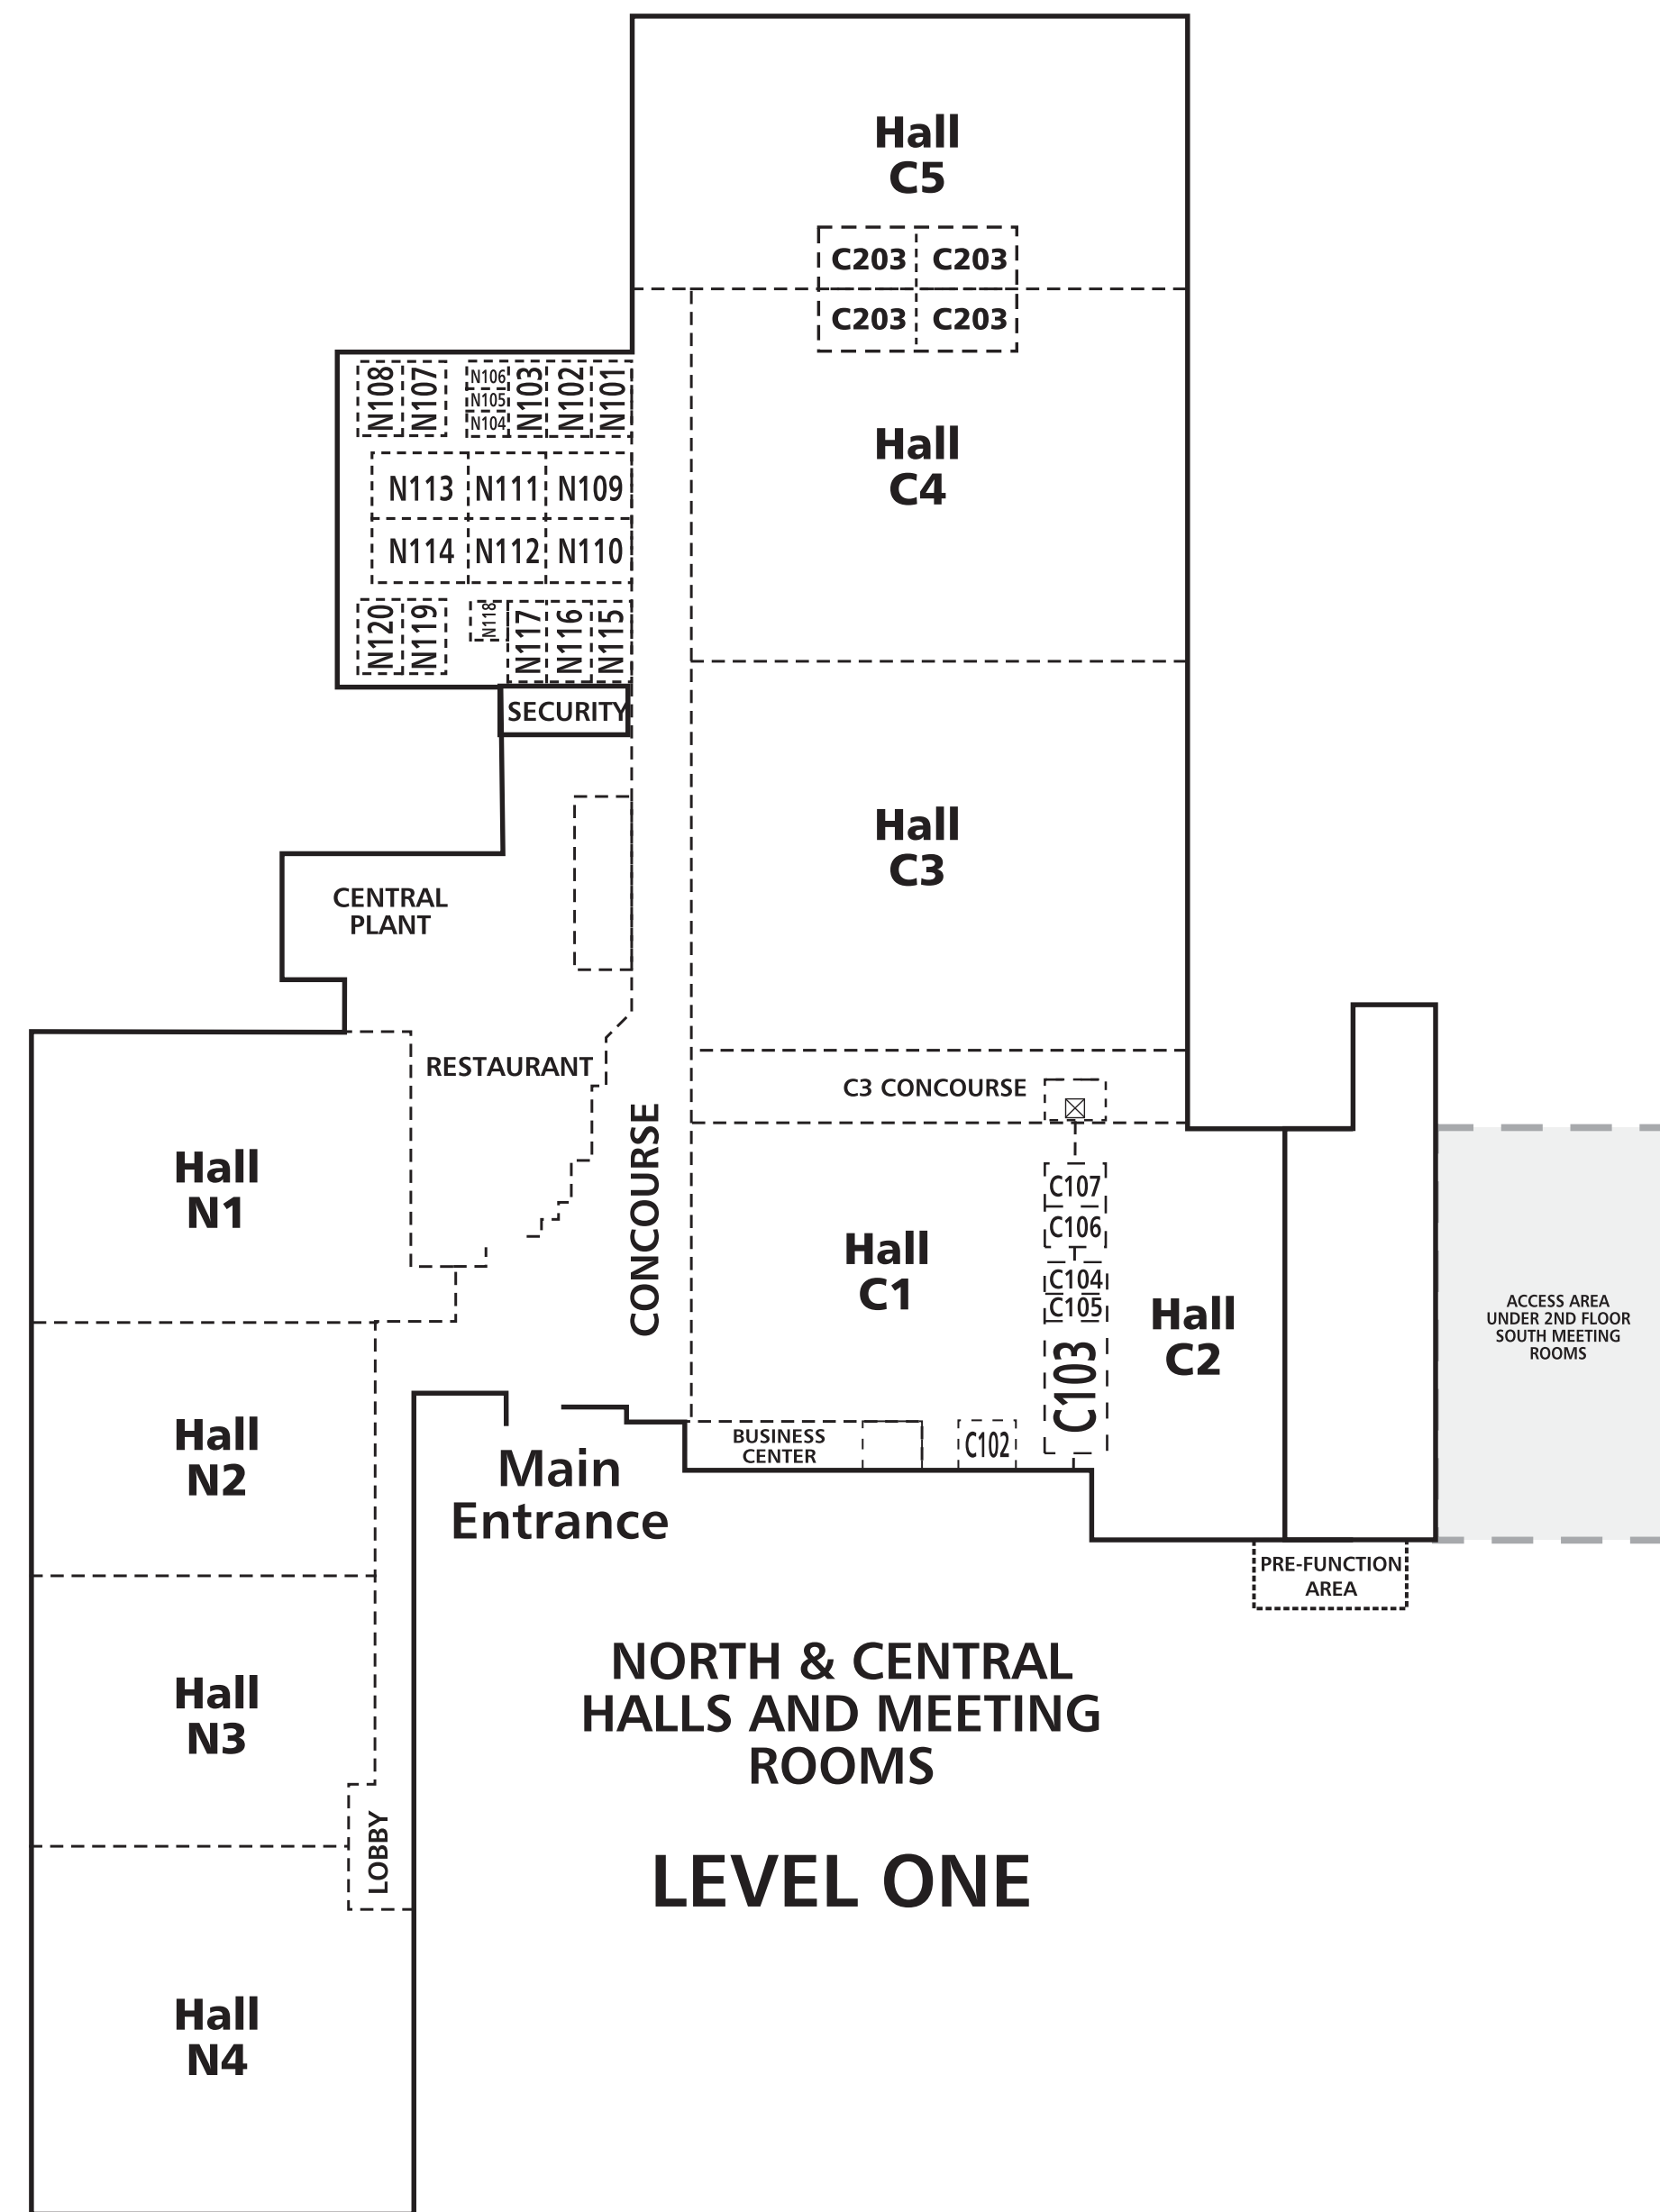 Hall
C5
C203 C203
C203 C203
N108 N107 N106 N103 N102 N101
N105
N104
Hall
C4
N113 N111 N109
N114 N112 N110
N120 N119 N118 N117 N116 N115
SECURITY
Hall
C3
CENTRAL
PLANT
RESTAURANT
C3 CONCOURSE
CONCOURSE
Hall
N1
C107
C106
Hall
C1
C104
C105
Hall
C2
C103
ACCESS AREA
UNDER 2ND FLOOR
SOUTH MEETING
ROOMS
Hall
N2
BUSINESS
CENTER
C102
Main
Entrance
PRE-FUNCTION
AREA
NORTH & CENTRAL
HALLS AND MEETING
ROOMS
Hall
N3
LOBBY
LEVEL ONE
Hall
N4